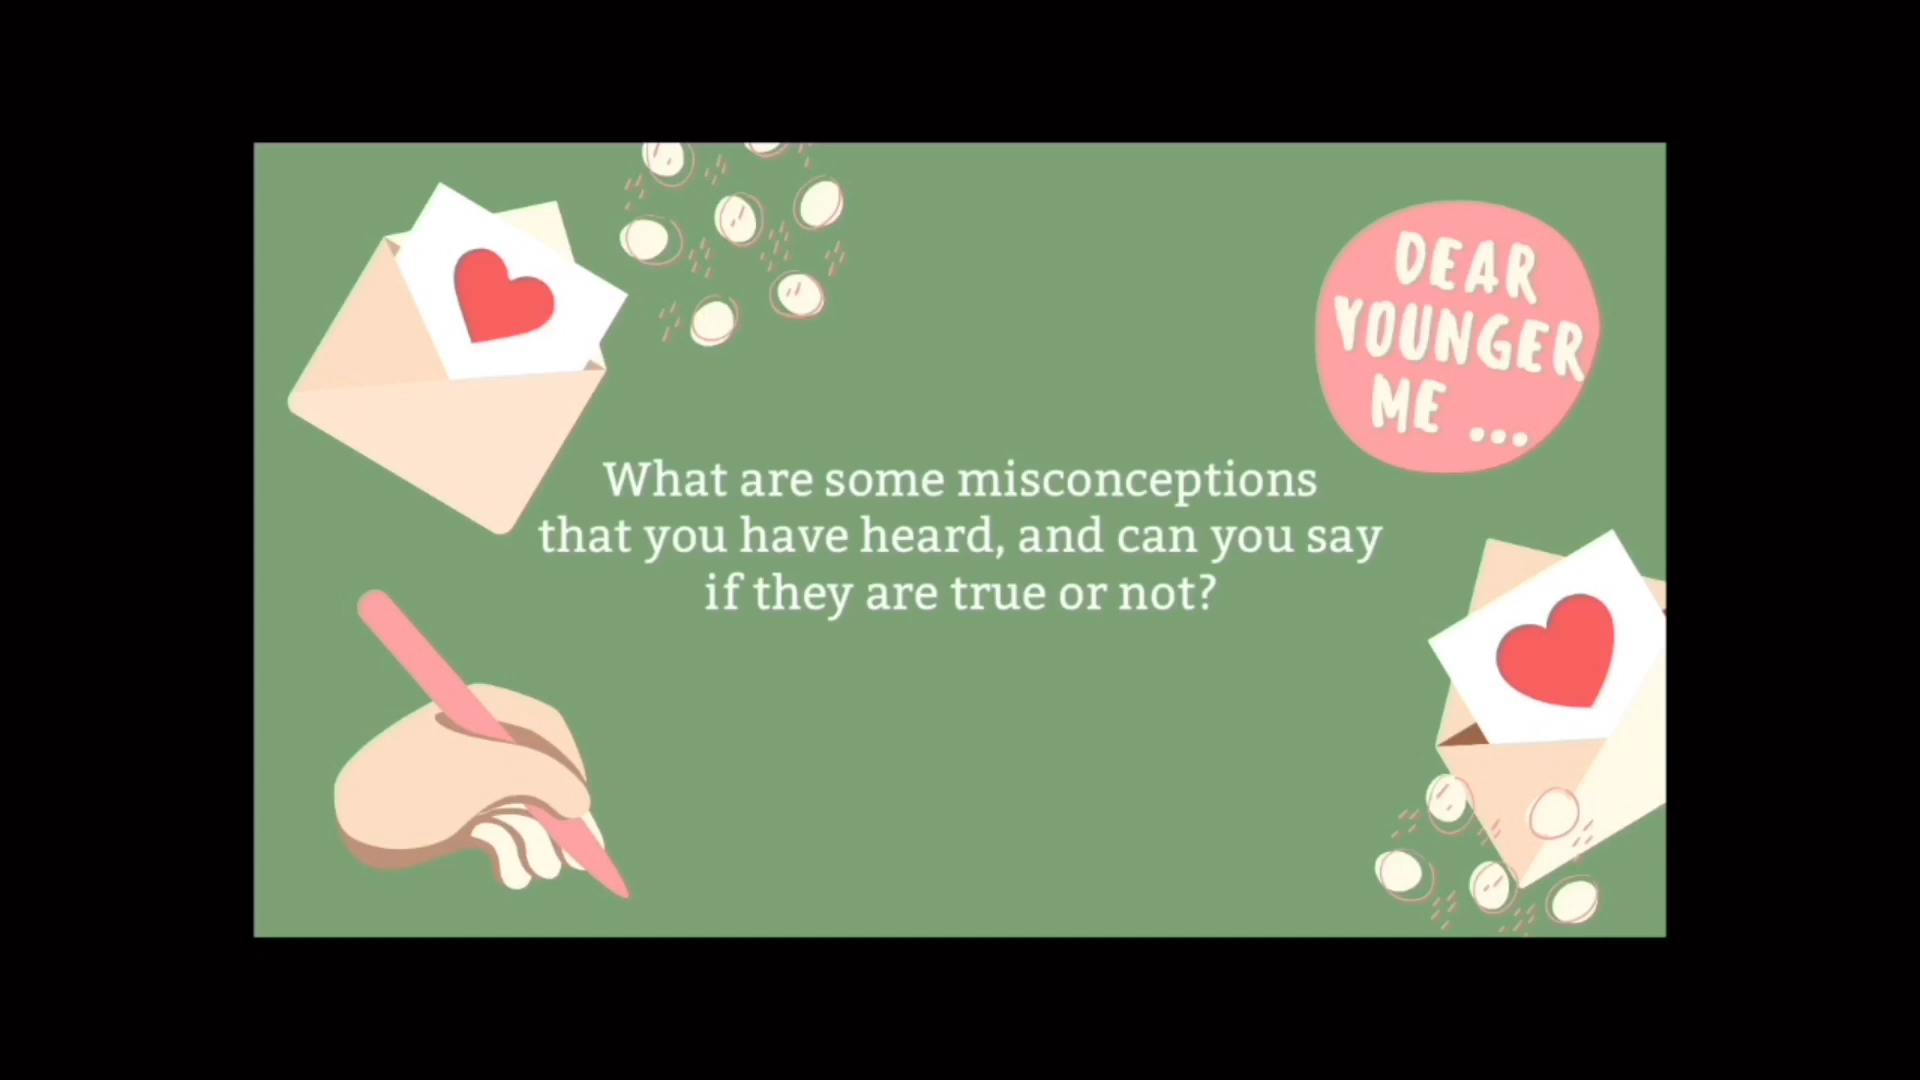 DEAR
YOUNGER
ME ...
What are some misconceptions
that you have heard, and can you say
if they are true or not?